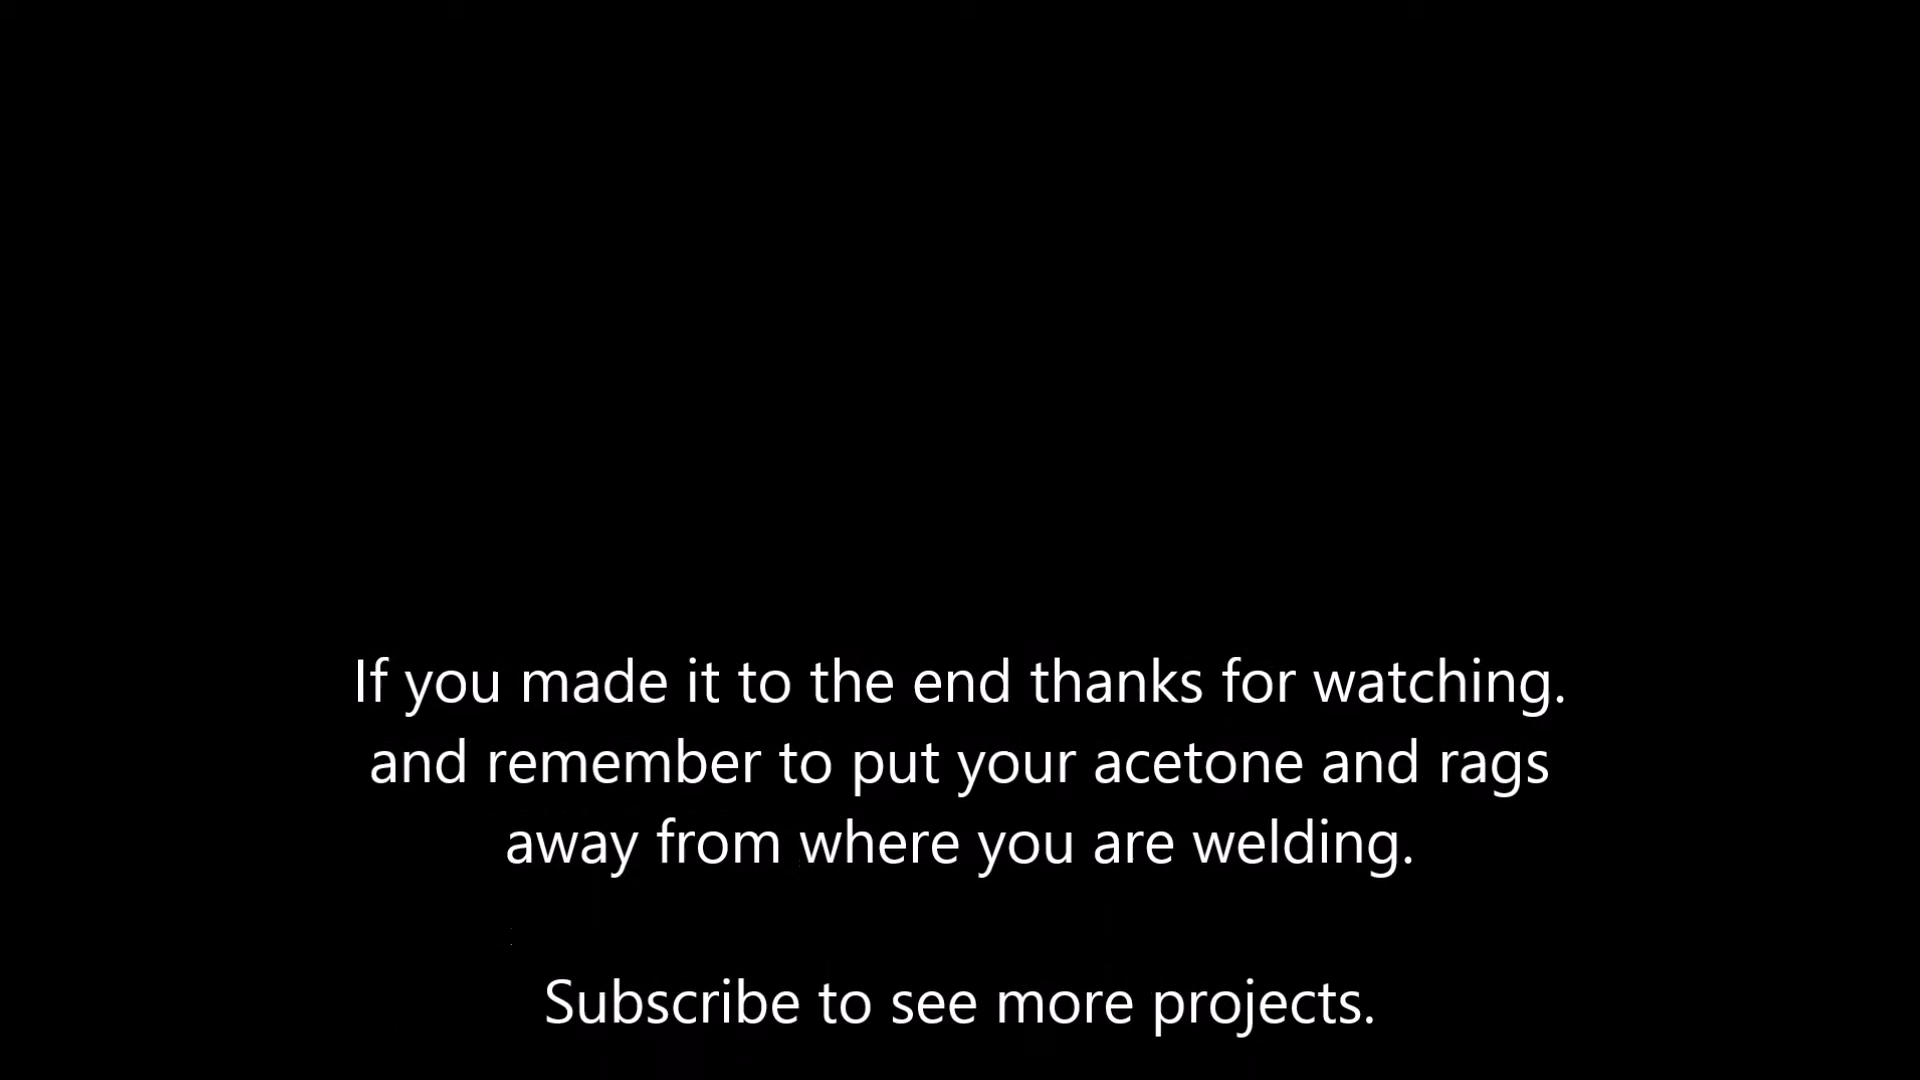 If you made it to the end thanks for watching.
and remember to put your acetone and rags
away from where you are welding.
Subscribe to see more projects.